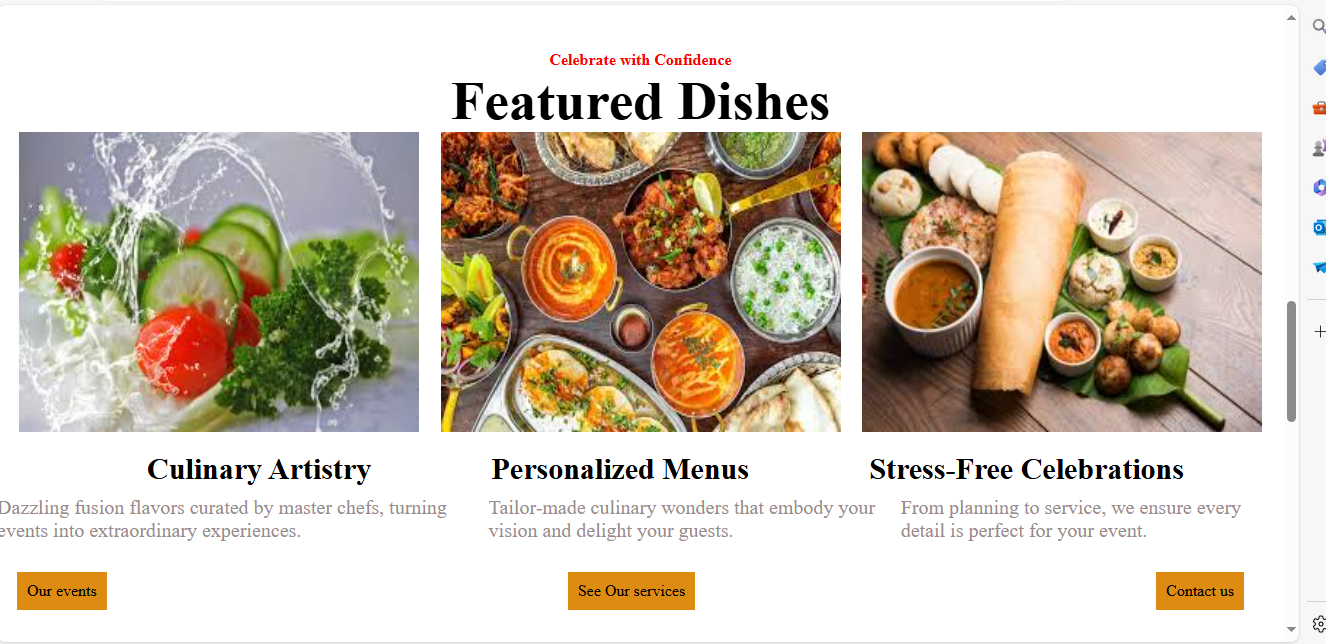 Celebrate with Confidence
Featured Dishes
Culinary Artistry
Personalized Menus
Stress-Free Celebrations
Dazzling fusion flavors curated by master chefs, turning
events into extraordinary experiences.
Tailor-made culinary wonders that embody your
vision and delight your guests.
From planning to service, we ensure every
detail is perfect for your event.
Our events
See Our services
Contact us